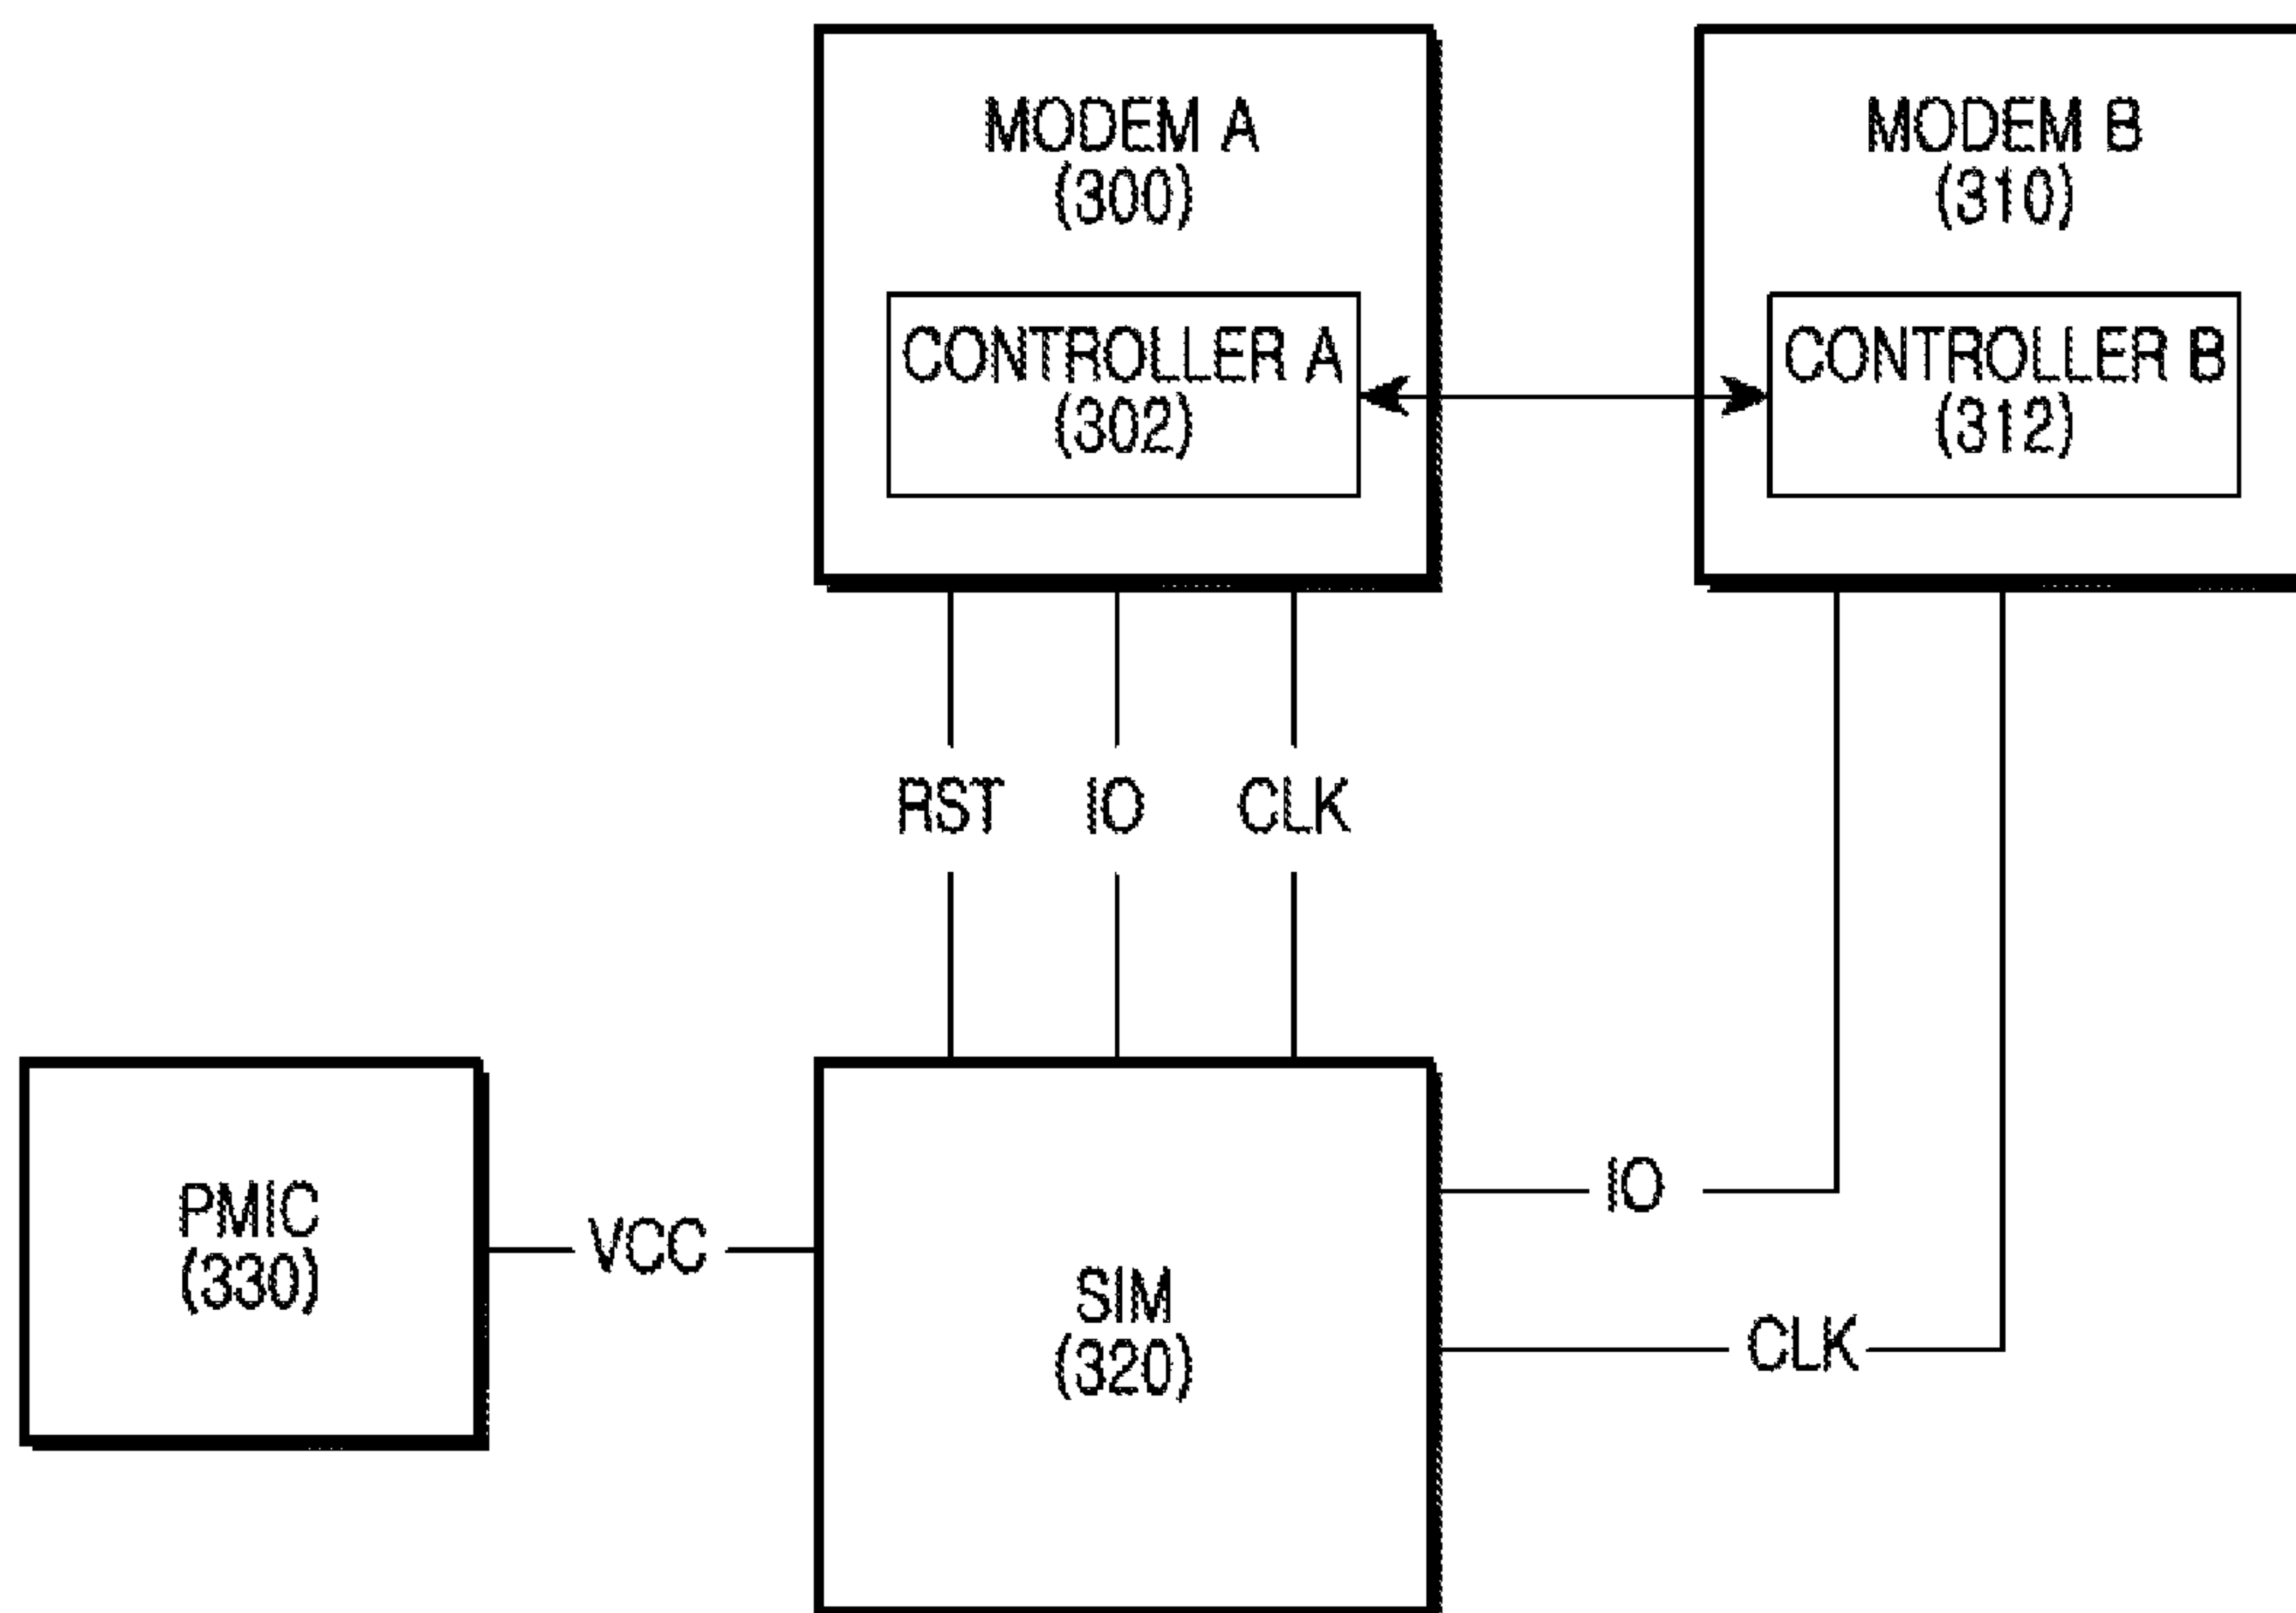 MODEM A
(300)
MODEM B
(310)
CONTROLLER A
(302)
CONTROLLER B
(312)
RST IO CLK
PMIC
(330)
VCC
SIM
(320)
IO
CLK